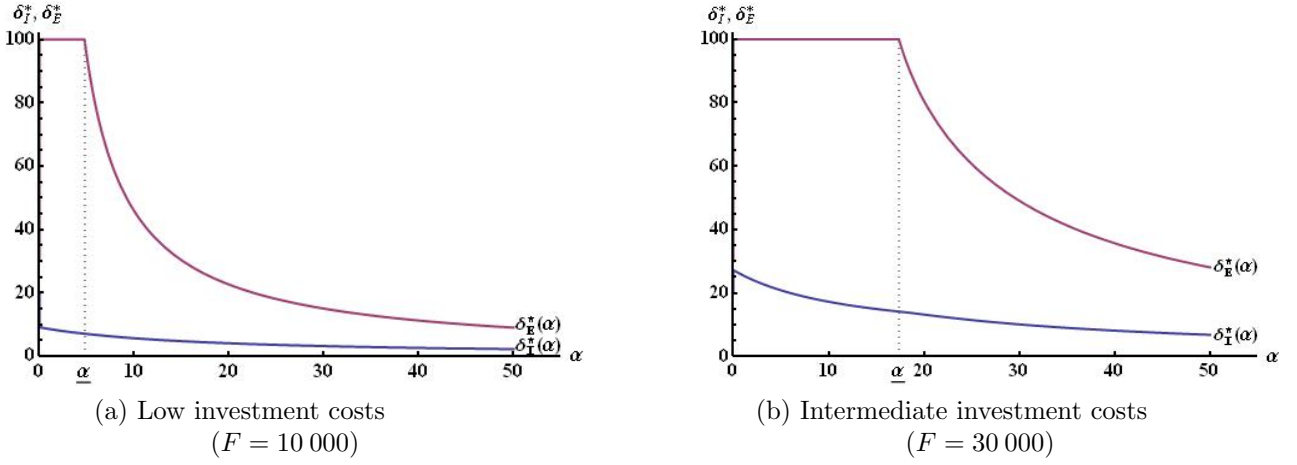 δ*_I, δ*_E
100
80
60
40
20
0
δ*_E(α)
δ*_I(α)
0 α 10 20 30 40 50 α
(a) Low investment costs
(F = 10 000)
δ*_I, δ*_E
100
80
60
40
20
0
δ*_E(α)
δ*_I(α)
0 10 α 20 30 40 50 α
(b) Intermediate investment costs
(F = 30 000)